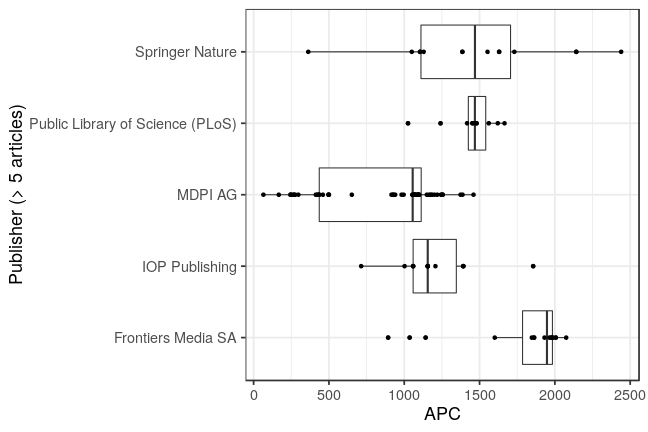 Publisher (> 5 articles)
Springer Nature
Public Library of Science (PLoS)
MDPI AG
IOP Publishing
Frontiers Media SA
0 500 1000 1500 2000 2500
APC